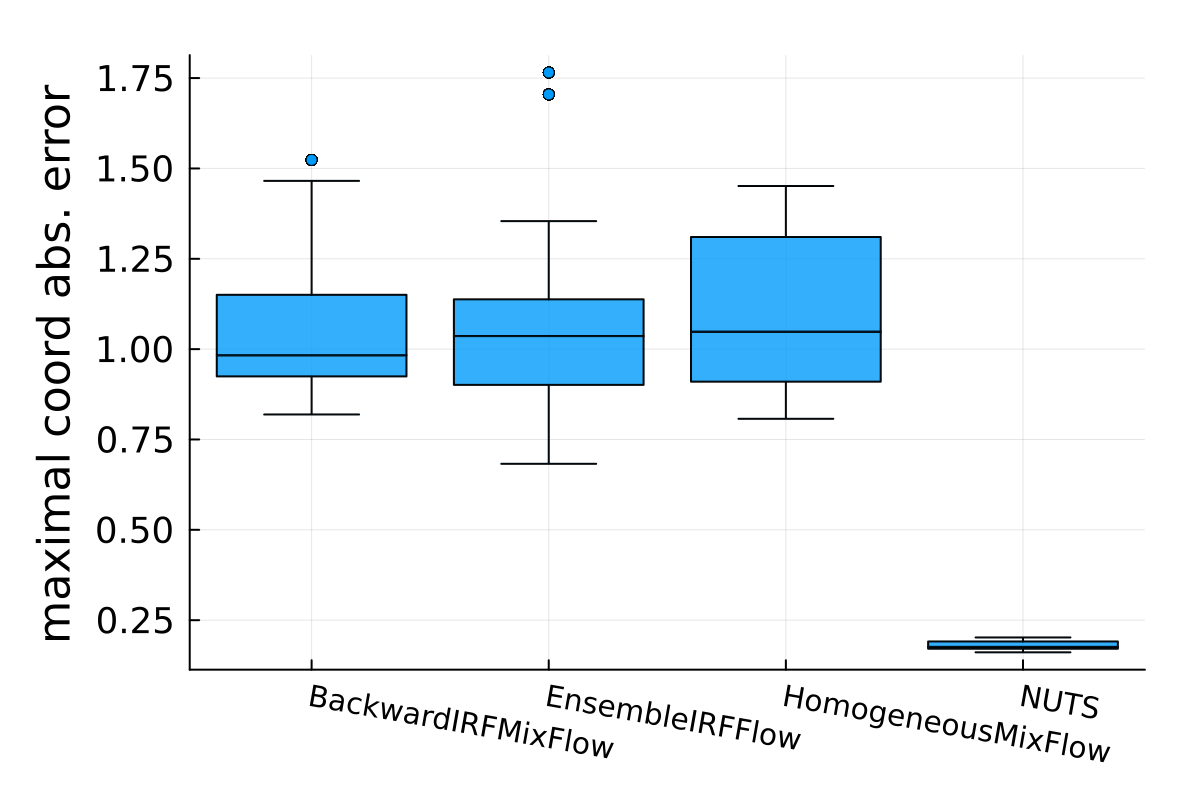 maximal coord abs. error
1.75
1.50
1.25
1.00
0.75
0.50
0.25
BackwardIRFMixFlow
EnsembleIRFFlow
HomogeneousMixFlow
NUTS